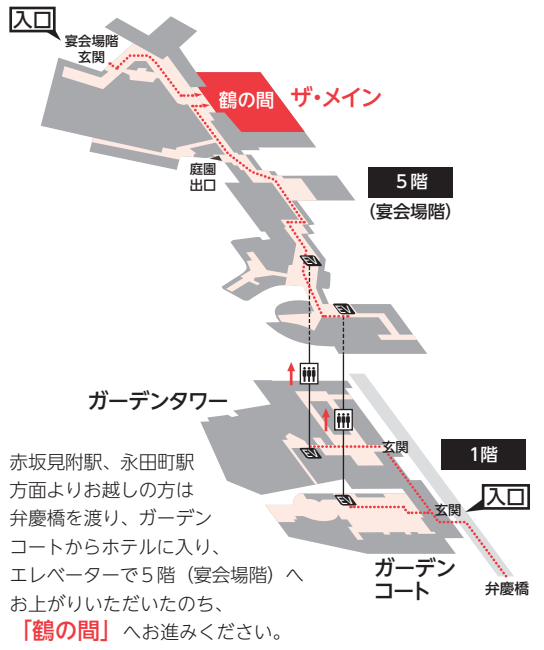 入口
宴会場階
玄関
鶴の間
ザ・メイン
庭園
出口
5階
(宴会場階)
ガーデンタワー
玄関
1階
玄関
入口
ガーデン
コート
弁慶橋
赤坂見附駅、永田町駅
方面よりお越しの方は
弁慶橋を渡り、ガーデン
コートからホテルに入り、
エレベーターで5階（宴会場階）へ
お上がりいただいたのち、
「鶴の間」へお進みください。